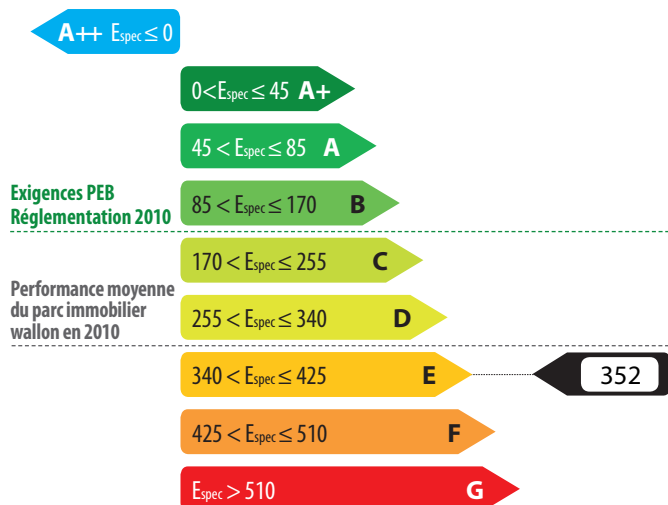 A++ Espec ≤ 0
0<Espec ≤ 45 A+
45 < Espec ≤ 85 A
Exigences PEB
Réglementation 2010
85 < Espec ≤ 170 B
170 < Espec ≤ 255 C
Performance moyenne
du parc immobilier
wallon en 2010
255 < Espec ≤ 340 D
340 < Espec ≤ 425 E
352
425 < Espec ≤ 510 F
Espec > 510 G